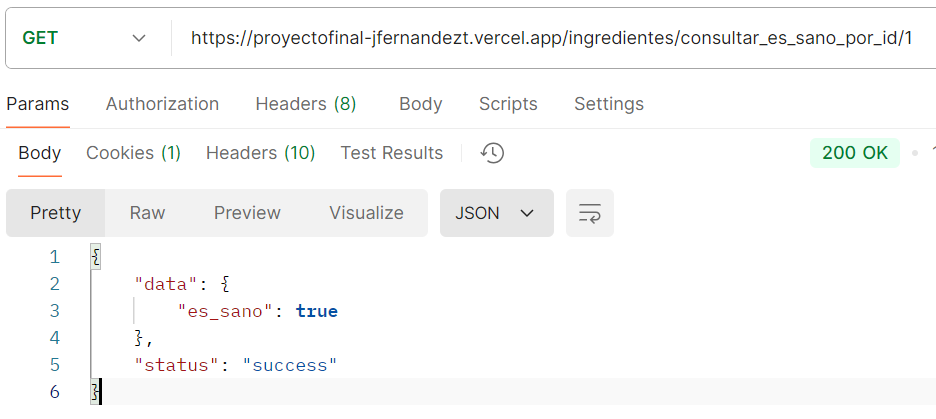 GET https://proyectofinal-jfernandezt.vercel.app/ingredientes/consultar_es_sano_por_id/1
Params Authorization Headers (8) Body Scripts Settings
Body Cookies (1) Headers (10) Test Results 200 OK
Pretty Raw Preview Visualize JSON
1 {
2 "data": {
3 "es_sano": true
4 },
5 "status": "success"
6 }